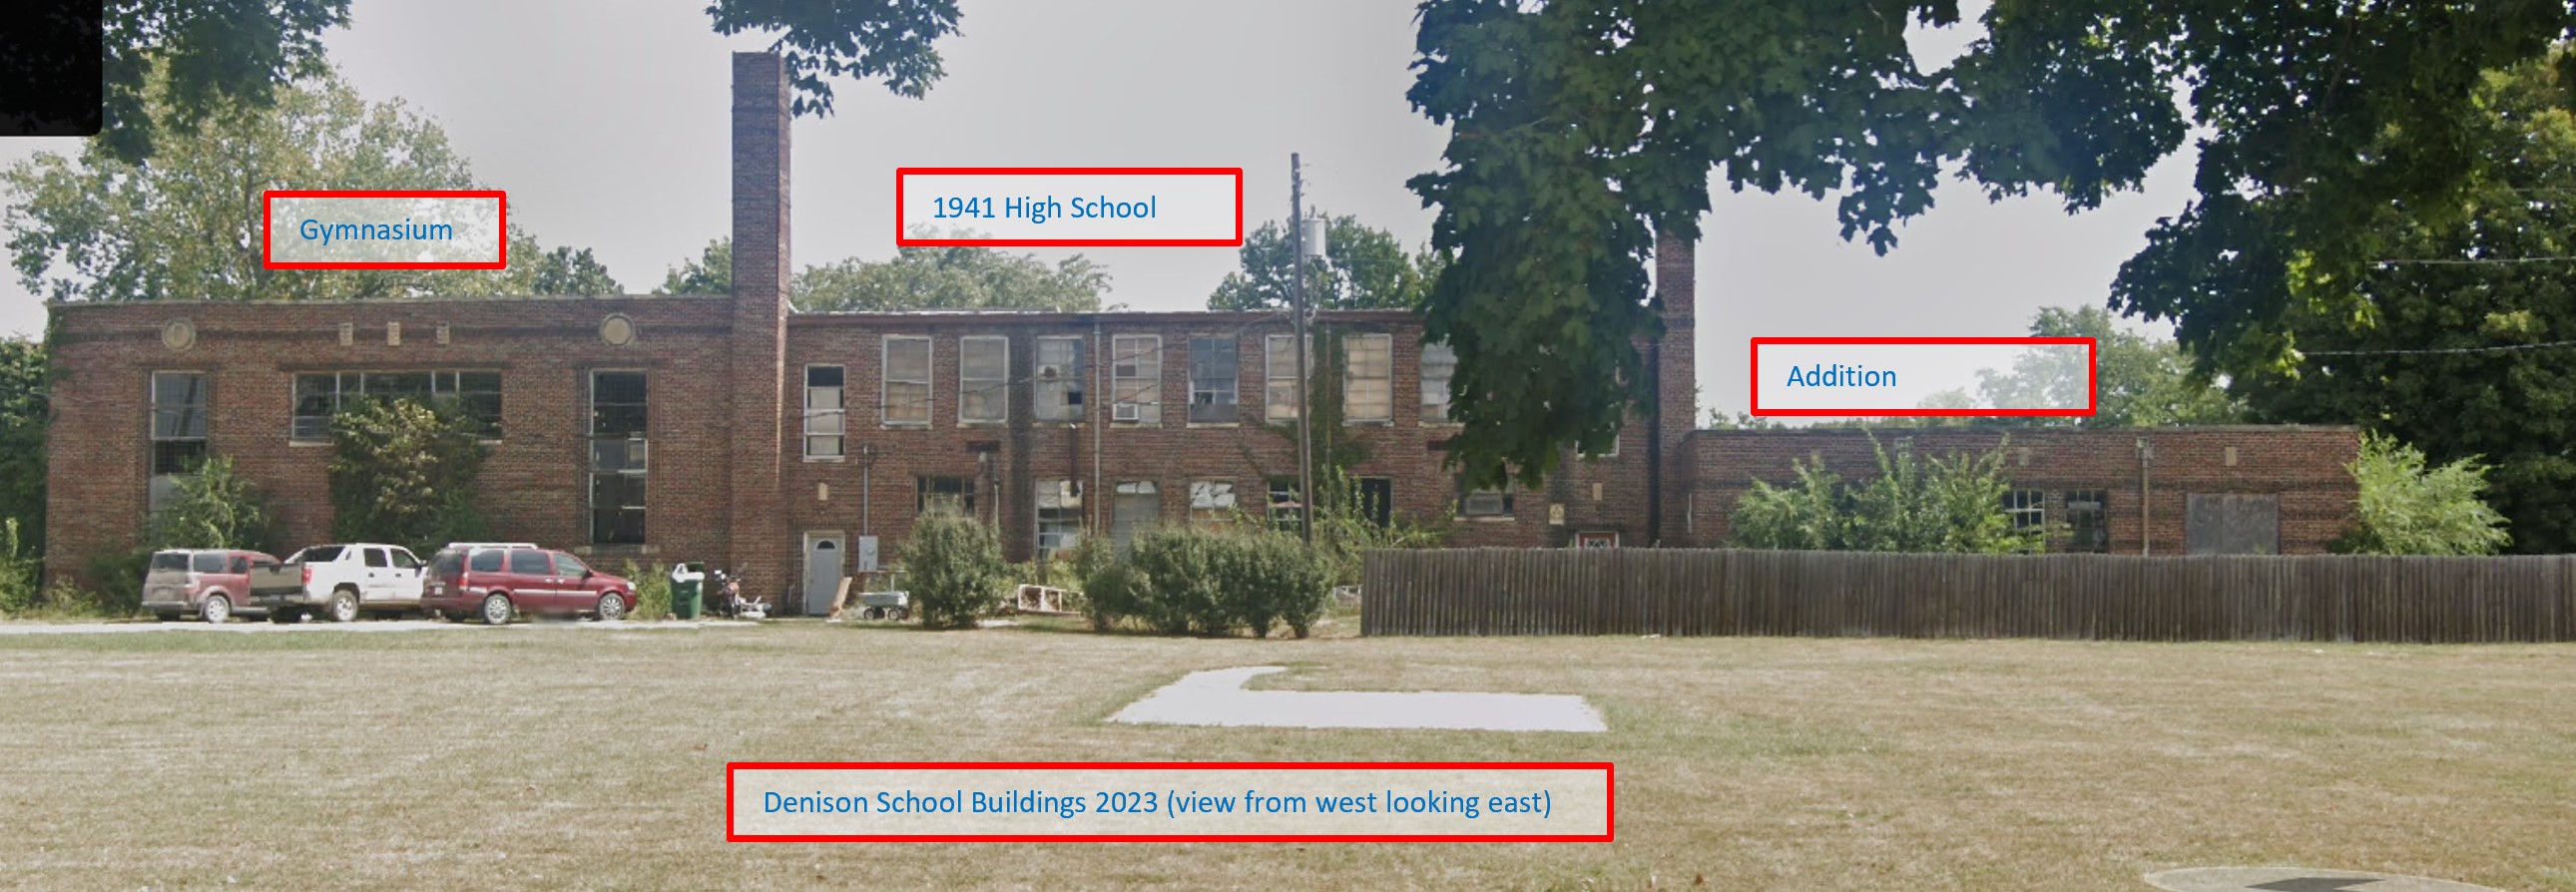 Gymnasium
1941 High School
Addition
Denison School Buildings 2023 (view from west looking east)